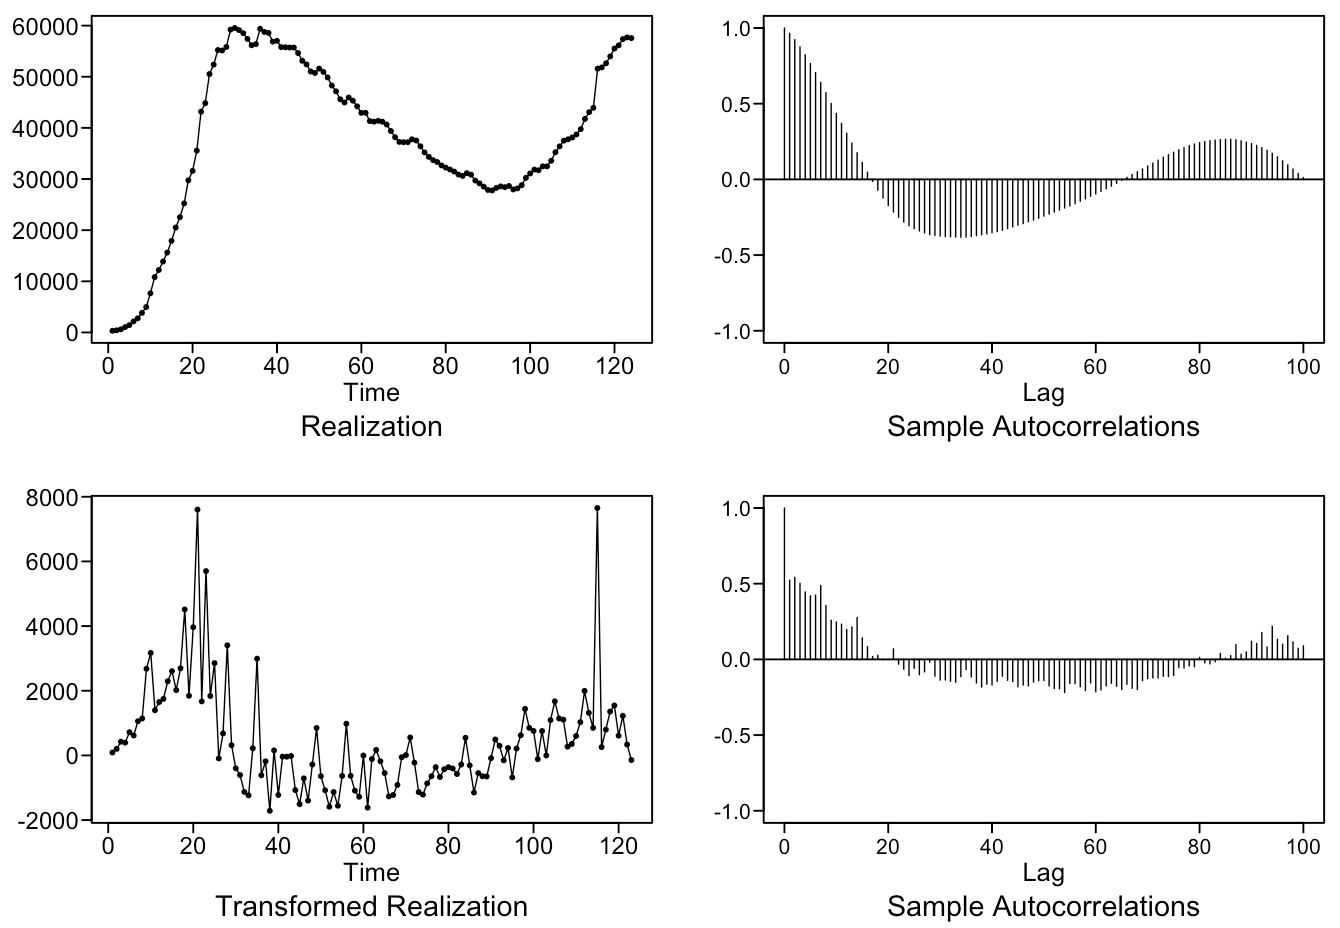 60000
50000
40000
30000
20000
10000
0
0 20 40 60 80 100 120
Time
Realization
1.0
0.5
0.0
-0.5
-1.0
0 20 40 60 80 100
Lag
Sample Autocorrelations
8000
6000
4000
2000
0
-2000
0 20 40 60 80 100 120
Time
Transformed Realization
1.0
0.5
0.0
-0.5
-1.0
0 20 40 60 80 100
Lag
Sample Autocorrelations